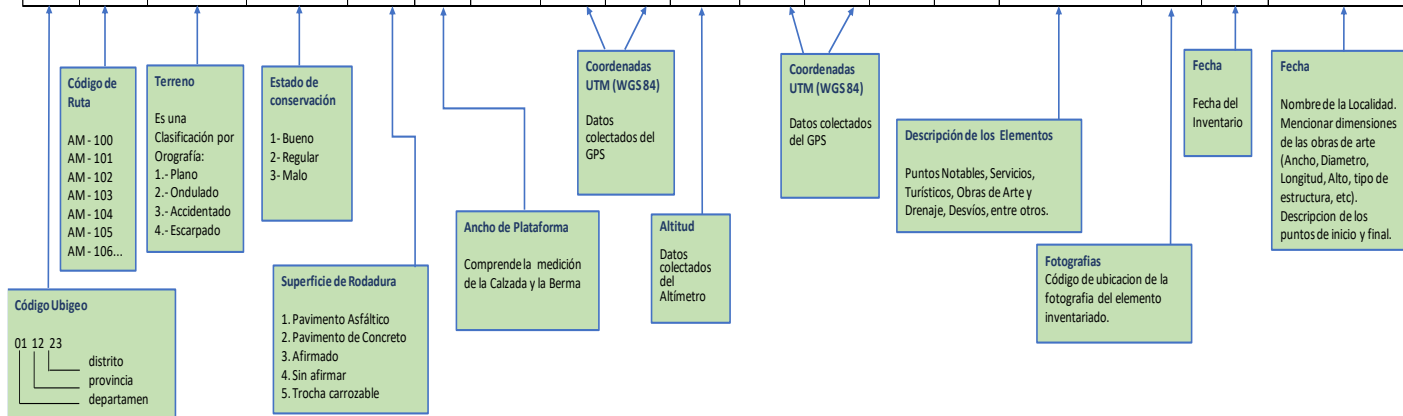 Código de
Ruta
AM - 100
AM - 101
AM - 102
AM - 103
AM - 104
AM - 105
AM - 106...
Terreno
Es una
Clasificación por
Orografía:
1.- Plano
2.- Ondulado
3.- Accidentado
4.- Escarpado
Estado de
conservación
1- Bueno
2- Regular
3- Malo
Coordenadas
UTM (WGS 84)
Datos
colectados del
GPS
Coordenadas
UTM (WGS 84)
Datos colectados
del GPS
Fecha
Fecha del
Inventario
Fecha
Nombre de la Localidad.
Mencionar dimensiones
de las obras de arte
(Ancho, Diametro,
Longitud, Alto, tipo de
estructura, etc).
Descripcion de los
puntos de inicio y final.
Descripción de los Elementos
Puntos Notables, Servicios,
Turísticos, Obras de Arte y
Drenaje, Desvíos, entre otros.
Ancho de Plataforma
Comprende la medición
de la Calzada y la Berma
Altitud
Datos
colectados
del
Altímetro
Fotografias
Código de ubicacion de la
fotografia del elemento
inventariado.
Superficie de Rodadura
1. Pavimento Asfáltico
2. Pavimento de Concreto
3. Afirmado
4. Sin afirmar
5. Trocha carrozable
Código Ubigeo
01 12 23
distrito
provincia
departamen